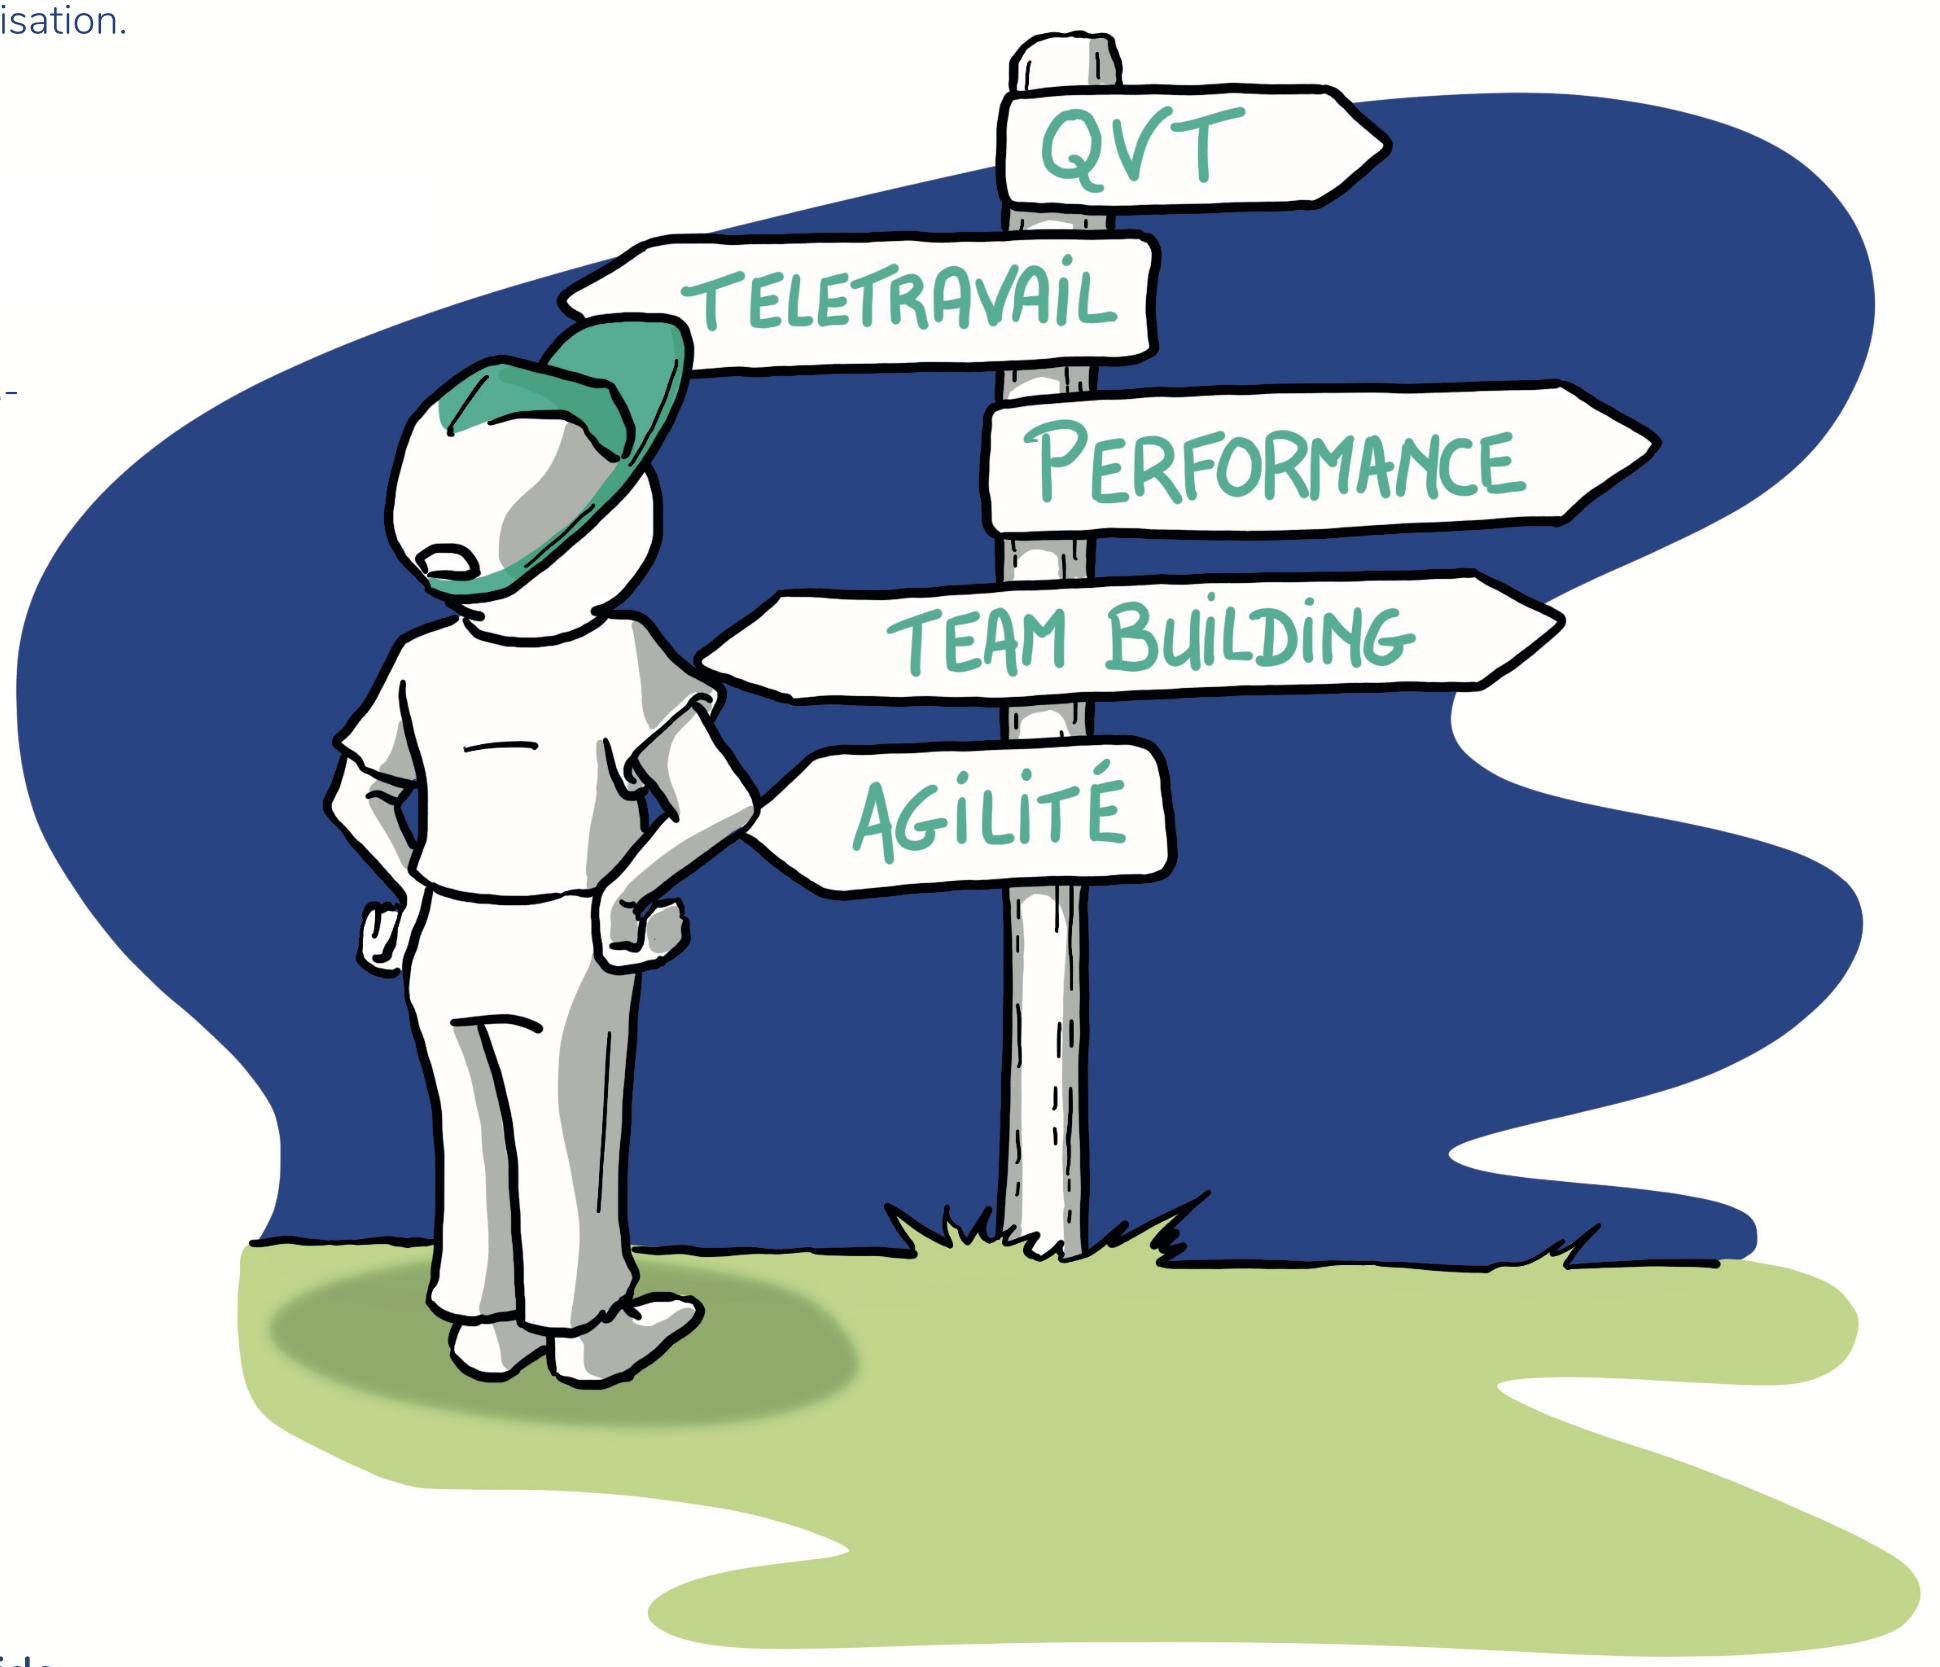 isation.
QVT
TELETRAVAiL
PERFORMANCE
TEAM BUiLDiNG
AGiLiTÉ